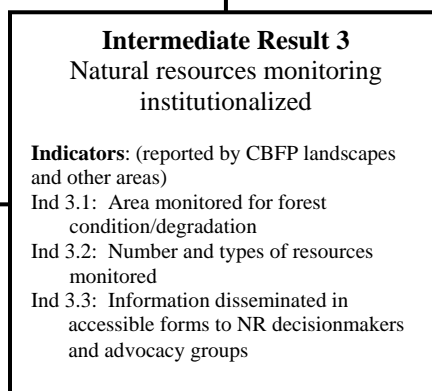 Intermediate Result 3
Natural resources monitoring
institutionalized
Indicators: (reported by CBFP landscapes
and other areas)
Ind 3.1: Area monitored for forest
condition/degradation
Ind 3.2: Number and types of resources
monitored
Ind 3.3: Information disseminated in
accessible forms to NR decisionmakers
and advocacy groups